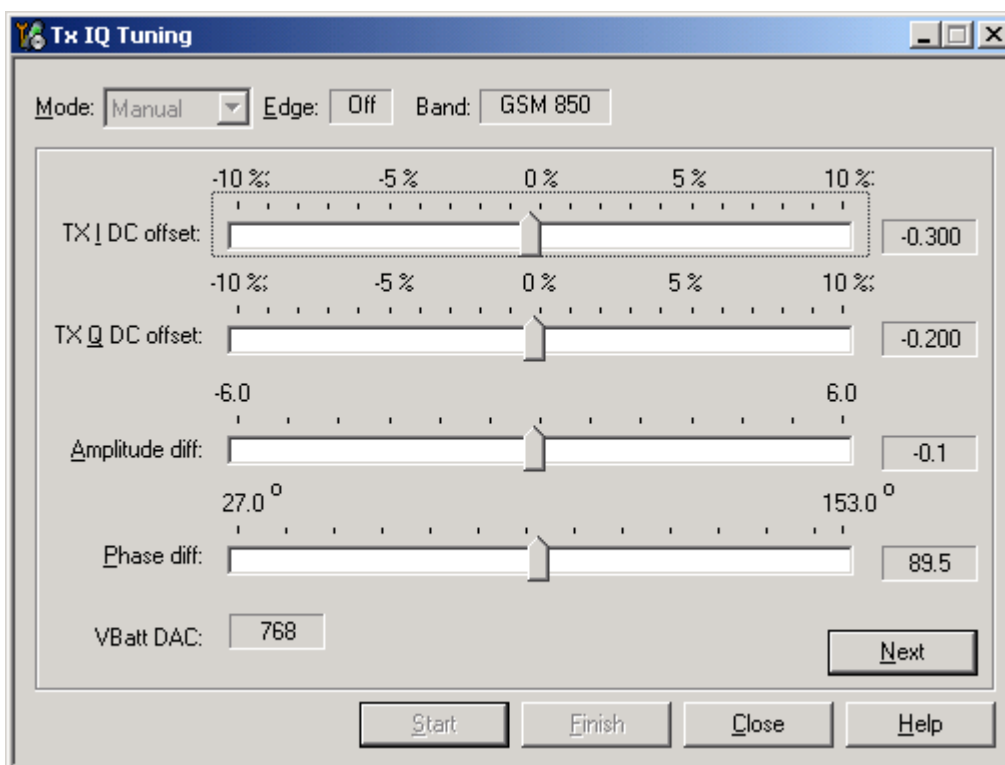 Tx IQ Tuning
Mode: Manual Edge: Off Band: GSM 850
-10 %; -5 % 0 % 5 % 10 %;
TX I DC offset: -0.300
-10 %; -5 % 0 % 5 % 10 %;
TX Q DC offset: -0.200
-6.0 6.0
Amplitude diff: -0.1
27.0 º 153.0 º
Phase diff: 89.5
VBatt DAC: 768
Next
Start Finish Close Help